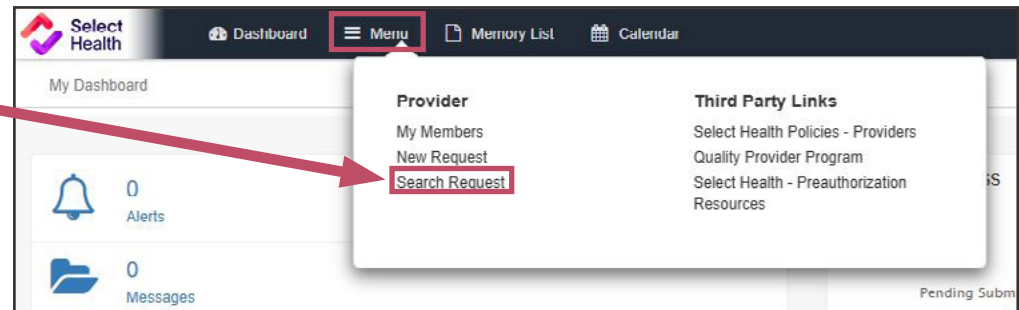 Select
Health
Dashboard
Menu
Memory List
Calendar
My Dashboard
Provider
My Members
New Request
Search Request
Third Party Links
Select Health Policies - Providers
Quality Provider Program
Select Health - Preauthorization
Resources
0
Alerts
0
Messages
ss
Pending Subm